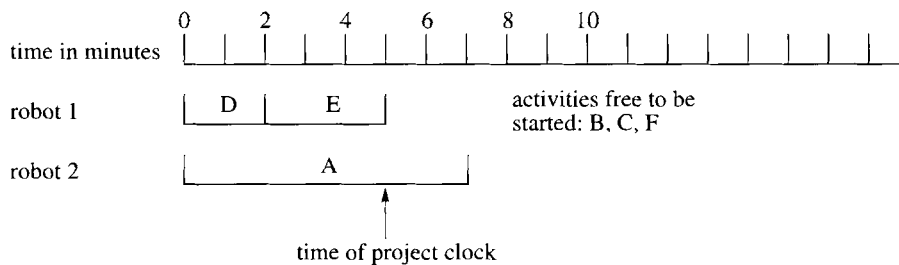 0 2 4 6 8 10
time in minutes
robot 1 D E
activities free to be
started: B, C, F
robot 2 A
time of project clock